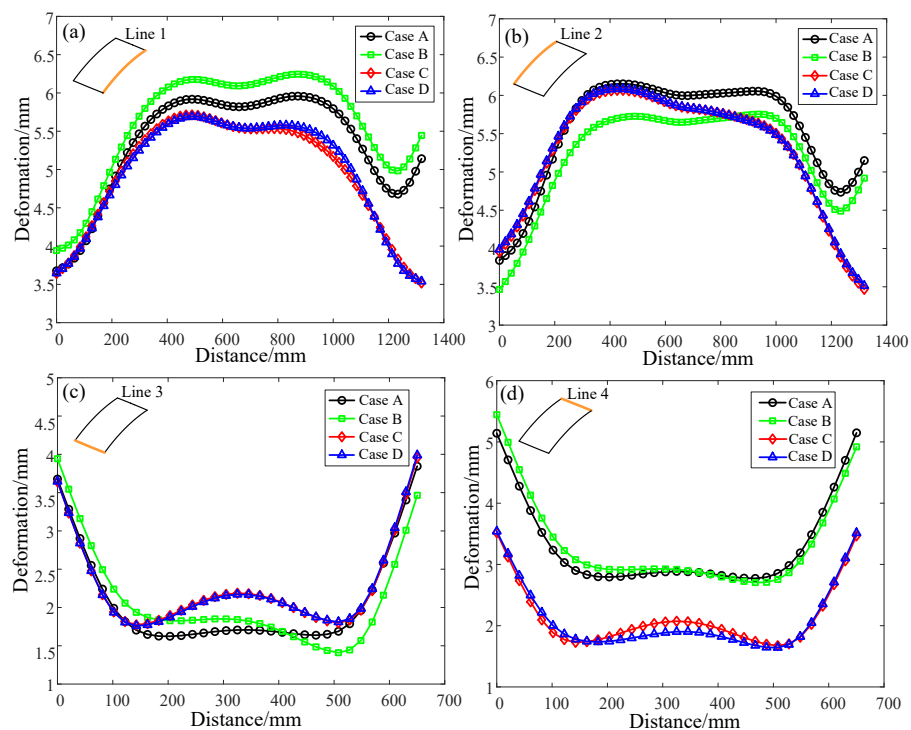 (a)
Line 1
Case A
Case B
Case C
Case D
7
6.5
6
5.5
5
4.5
4
3.5
3
Deformation/mm
0 200 400 600 800 1000 1200 1400
Distance/mm
(b)
Line 2
Case A
Case B
Case C
Case D
7
6.5
6
5.5
5
4.5
4
3.5
3
Deformation/mm
0 200 400 600 800 1000 1200 1400
Distance/mm
(c)
Line 3
Case A
Case B
Case C
Case D
5
4.5
4
3.5
3
2.5
2
1.5
1
Deformation/mm
0 100 200 300 400 500 600 700
Distance/mm
(d)
Line 4
Case A
Case B
Case C
Case D
6
5
4
3
2
1
Deformation/mm
0 100 200 300 400 500 600 700
Distance/mm